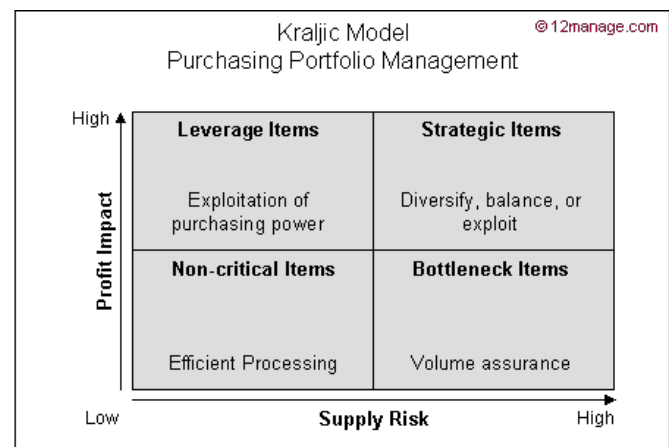 Kraljic Model
© 12manage.com
Purchasing Portfolio Management
High
Leverage Items
Strategic Items
Exploitation of
purchasing power
Diversify, balance, or
exploit
Profit Impact
Non-critical Items
Bottleneck Items
Efficient Processing
Volume assurance
Low
Supply Risk
High